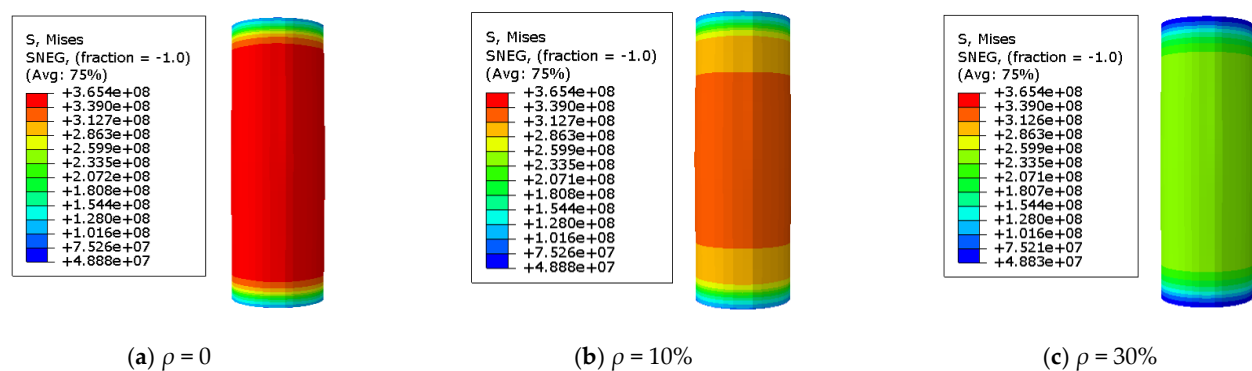 S, Mises
SNEG, (fraction = -1.0)
(Avg: 75%)
+3.654e+08
+3.390e+08
+3.127e+08
+2.863e+08
+2.599e+08
+2.335e+08
+2.072e+08
+1.808e+08
+1.544e+08
+1.280e+08
+1.016e+08
+7.526e+07
+4.888e+07
(a) ρ = 0
S, Mises
SNEG, (fraction = -1.0)
(Avg: 75%)
+3.654e+08
+3.390e+08
+3.127e+08
+2.863e+08
+2.599e+08
+2.335e+08
+2.071e+08
+1.808e+08
+1.544e+08
+1.280e+08
+1.016e+08
+7.526e+07
+4.888e+07
(b) ρ = 10%
S, Mises
SNEG, (fraction = -1.0)
(Avg: 75%)
+3.654e+08
+3.390e+08
+3.126e+08
+2.863e+08
+2.599e+08
+2.335e+08
+2.071e+08
+1.807e+08
+1.544e+08
+1.280e+08
+1.016e+08
+7.521e+07
+4.883e+07
(c) ρ = 30%